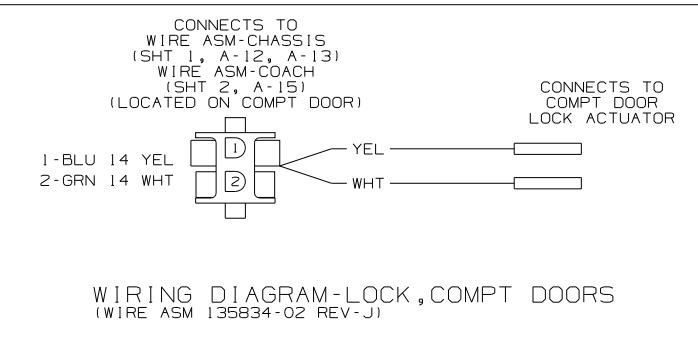 CONNECTS TO
WIRE ASM-CHASSIS
(SHT 1, A-12, A-13)
WIRE ASM-COACH
(SHT 2, A-15)
(LOCATED ON COMPT DOOR)
CONNECTS TO
COMPT DOOR
LOCK ACTUATOR
1-BLU 14 YEL
2-GRN 14 WHT
1
2
YEL
WHT
WIRING DIAGRAM-LOCK,COMPT DOORS
(WIRE ASM 135834-02 REV-J)